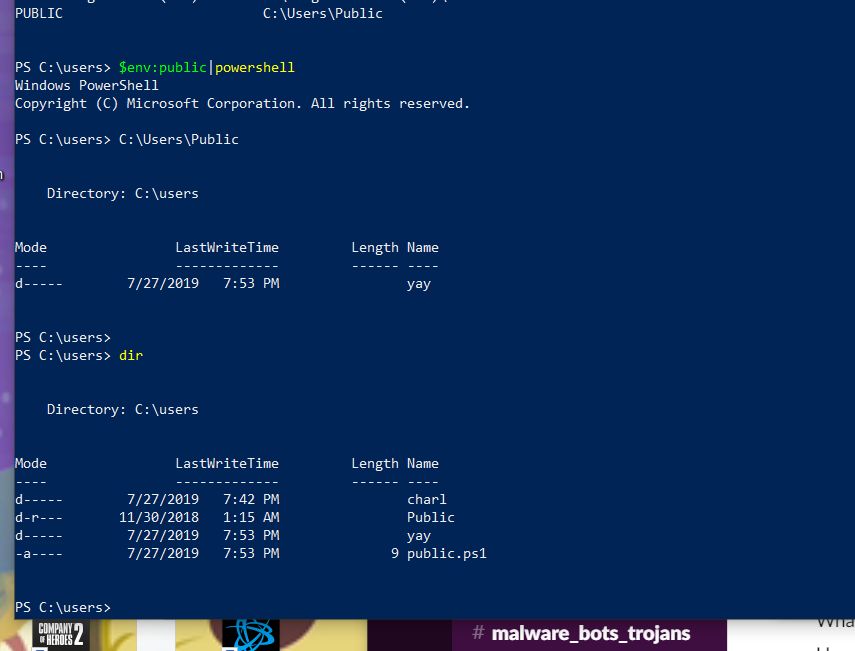 PUBLIC                         C:\Users\Public
PS C:\users> $env:public|powershell
Windows PowerShell
Copyright (C) Microsoft Corporation. All rights reserved.
PS C:\users> C:\Users\Public
    Directory: C:\users
Mode                LastWriteTime         Length Name
----                -------------         ------ ----
d-----        7/27/2019   7:53 PM                yay
PS C:\users>
PS C:\users> dir
    Directory: C:\users
Mode                LastWriteTime         Length Name
----                -------------         ------ ----
d-----        7/27/2019   7:42 PM                charl
d-r---       11/30/2018   1:15 AM                Public
d-----        7/27/2019   7:53 PM                yay
-a----        7/27/2019   7:53 PM              9 public.ps1
PS C:\users>
COMPANY OF HEROES 2
# malware_bots_trojans